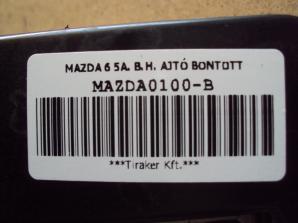 MAZDA 6 5A. B. H. AJTÓ BONTOTT
MAZDA0100-B
***Tiraker Kft.***